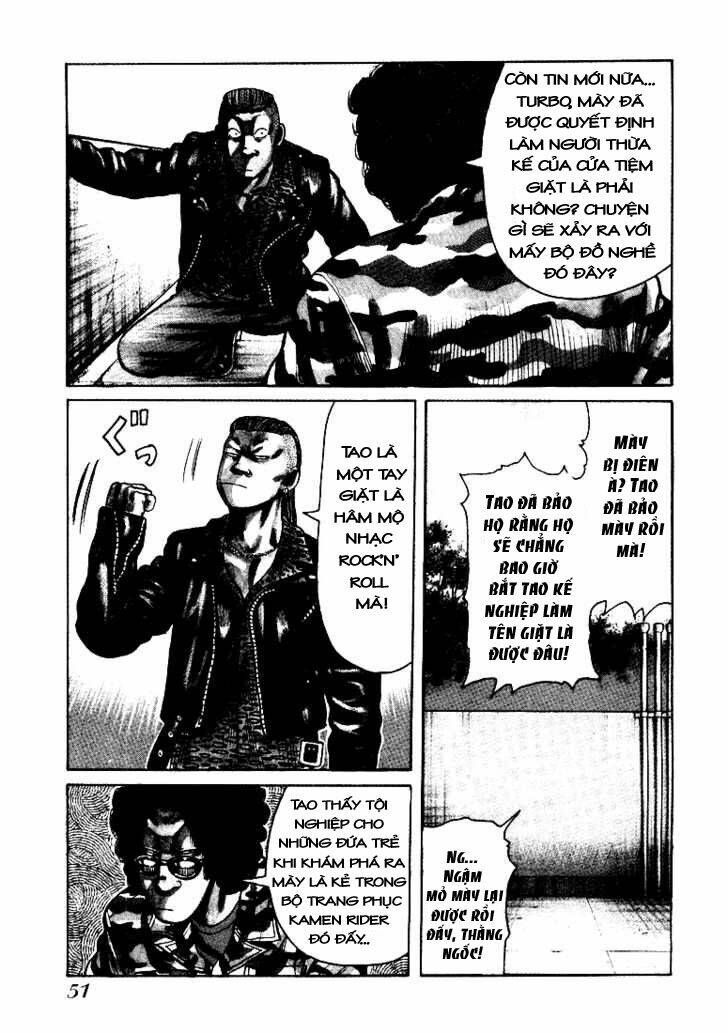 CÒN TIN MỚI NỮA...
TURBO, MÀY ĐÃ
ĐƯỢC QUYẾT ĐỊNH
LÀM NGƯỜI THỪA
KẾ CỦA CỬA TIỆM
GIẶT LÀ PHẢI
KHÔNG? CHUYỆN
GÌ SẼ XẢY RA VỚI
MẤY BỘ ĐỒ NGHỀ
ĐÓ ĐÂY?
MÀY
BỊ ĐIÊN
À? TAO
ĐÃ BẢO
MÀY RỒI
MÀ!
TAO ĐÃ BẢO
HỌ RẰNG HỌ
SẼ CHẲNG
BAO GIỜ
BẮT TAO KẾ
NGHIỆP LÀM
TÊN GIẶT LÀ
ĐƯỢC ĐÂU!
NG...
NGẬM
MỎ MÀY LẠI
ĐƯỢC RỒI
ĐẤY, THẰNG
NGỐC!
TAO LÀ
MỘT TAY
GIẶT LÀ
HÂM MỘ
NHẠC
ROCK'N'
ROLL
MÀ!
ぐっ
TAO THẤY TỘI
NGHIỆP CHO
NHỮNG ĐỨA TRẺ
KHI KHÁM PHÁ RA
MÀY LÀ KẺ TRONG
BỘ TRANG PHỤC
KAMEN RIDER
ĐÓ ĐẤY...
51